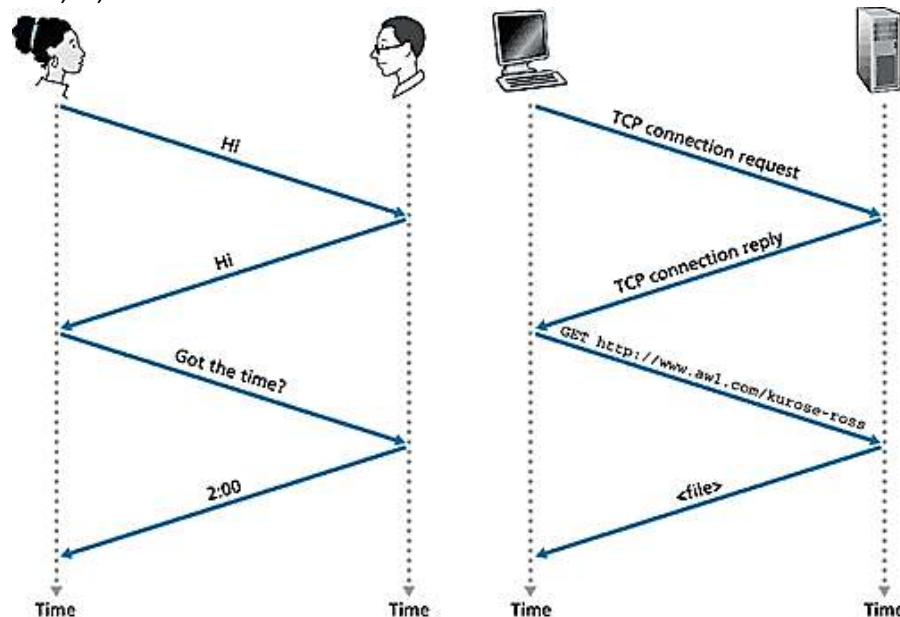 Hi
Hi
Got the time?
2:00
Time
Time
TCP connection request
TCP connection reply
GET http://www.awl.com/kurose-ross
<file>
Time
Time